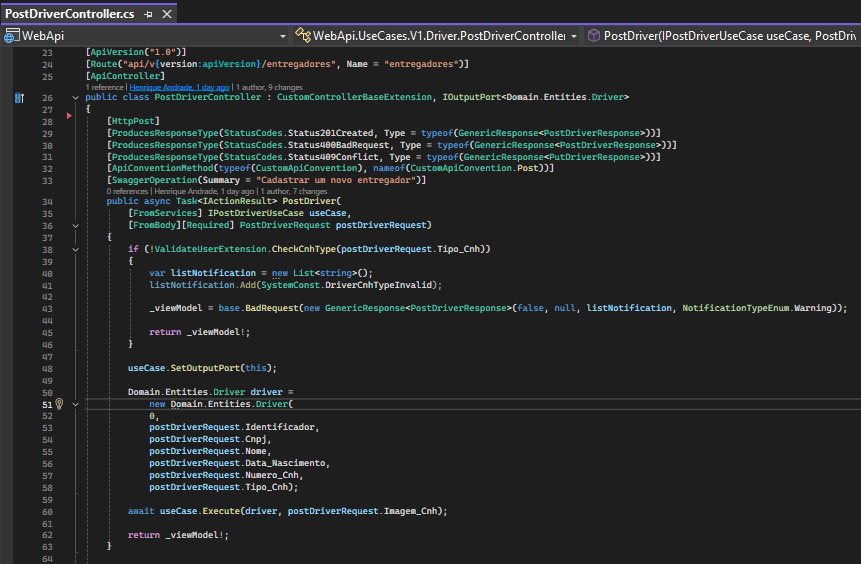 PostDriverController.cs
WebApi WebApi.UseCases.V1.Driver.PostDriverController PostDriver(IPostDriverUseCase useCase, PostDriv
23 [ApiVersion("1.0")]
24 [Route("api/v{version:apiVersion}/entregadores", Name = "entregadores")]
25 [ApiController]
1 reference | Henrique Andrade, 1 day ago | 1 author, 9 changes
26 public class PostDriverController : CustomControllerBaseExtension, IOutputPort<Domain.Entities.Driver>
27 {
28 [HttpPost]
29 [ProducesResponseType(StatusCodes.Status201Created, Type = typeof(GenericResponse<PostDriverResponse>))]
30 [ProducesResponseType(StatusCodes.Status400BadRequest, Type = typeof(GenericResponse<PostDriverResponse>))]
31 [ProducesResponseType(StatusCodes.Status409Conflict, Type = typeof(GenericResponse<PutDriverResponse>))]
32 [ApiConventionMethod(typeof(CustomApiConvention), nameof(CustomApiConvention.Post))]
33 [SwaggerOperation(Summary = "Cadastrar um novo entregador")]
0 references | Henrique Andrade, 1 day ago | 1 author, 7 changes
34 public async Task<IActionResult> PostDriver(
35 [FromServices] IPostDriverUseCase useCase,
36 [FromBody][Required] PostDriverRequest postDriverRequest)
37 {
38 if (!ValidateUserExtension.CheckCnhType(postDriverRequest.Tipo_Cnh))
39 {
40 var listNotification = new List<string>();
41 listNotification.Add(SystemConst.DriverCnhTypeInvalid);
42
43 _viewModel = base.BadRequest(new GenericResponse<PostDriverResponse>(false, null, listNotification, NotificationTypeEnum.Warning));
44
45 return _viewModel!;
46 }
47
48 useCase.SetOutputPort(this);
49
50 Domain.Entities.Driver driver =
51 new Domain.Entities.Driver(
52 0,
53 postDriverRequest.Identificador,
54 postDriverRequest.Cnpj,
55 postDriverRequest.Nome,
56 postDriverRequest.Data_Nascimento,
57 postDriverRequest.Numero_Cnh,
58 postDriverRequest.Tipo_Cnh);
59
60 await useCase.Execute(driver, postDriverRequest.Imagem_Cnh);
61
62 return _viewModel!;
63 }
64